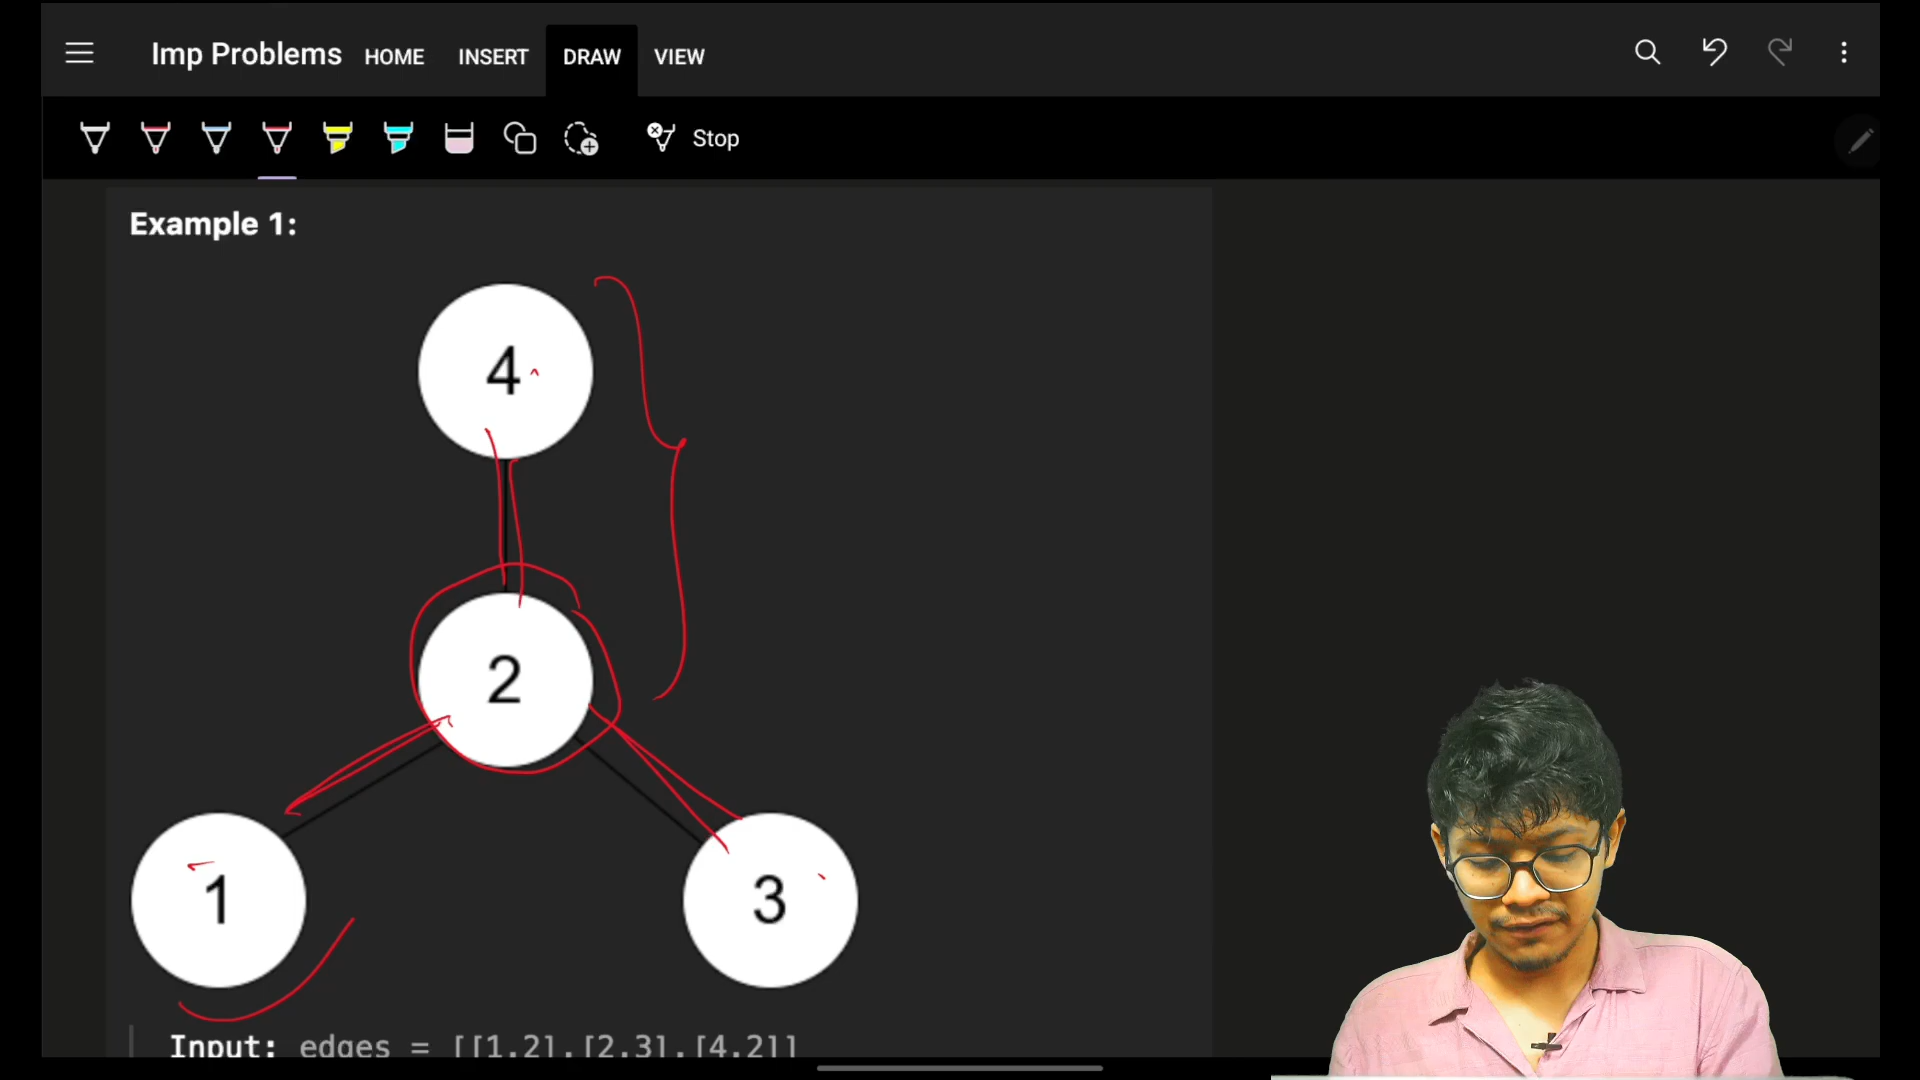 Imp Problems HOME INSERT DRAW VIEW
Stop
Example 1:
4
2
1
3
Input: edges = [[1,2],[2,3],[4,2]]